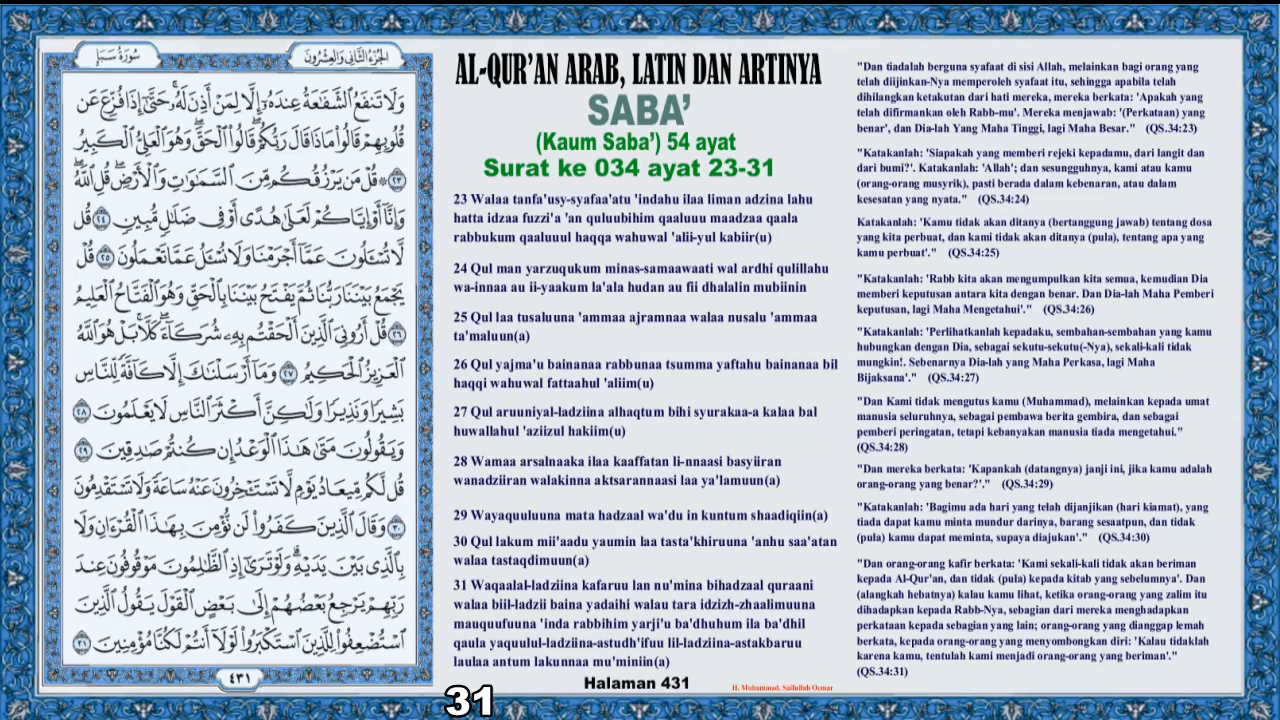 سُورَةُ سَبَإٍ
الجُزءُ الثَّانِي وَالعِشرُونَ
وَلَا تَنفَعُ ٱلشَّفَٰعَةُ عِندَهُۥٓ إِلَّا لِمَنۡ أَذِنَ لَهُۥۚ حَتَّىٰٓ إِذَا فُزِّعَ عَن
قُلُوبِهِمۡ قَالُواْ مَاذَا قَالَ رَبُّكُمۡۖ قَالُواْ ٱلۡحَقَّۖ وَهُوَ ٱلۡعَلِيُّ ٱلۡكَبِيرُ
٢٣ ۞ قُلۡ مَن يَرۡزُقُكُم مِّنَ ٱلسَّمَٰوَٰتِ وَٱلۡأَرۡضِۖ قُلِ ٱللَّهُۖ
وَإِنَّآ أَوۡ إِيَّاكُمۡ لَعَلَىٰ هُدًى أَوۡ فِي ضَلَٰلٖ مُّبِينٖ ٢٤ قُل
لَّا تُسۡـَٔلُونَ عَمَّآ أَجۡرَمۡنَا وَلَا نُسۡـَٔلُ عَمَّا تَعۡمَلُونَ ٢٥ قُلۡ
يَجۡمَعُ بَيۡنَنَا رَبُّنَا ثُمَّ يَفۡتَحُ بَيۡنَنَا بِٱلۡحَقِّ وَهُوَ ٱلۡفَتَّاحُ ٱلۡعَلِيمُ
٢٦ قُلۡ أَرُونِيَ ٱلَّذِينَ أَلۡحَقۡتُم بِهِۦ شُرَكَآءَۖ كَلَّاۚ بَلۡ هُوَ ٱللَّهُ
ٱلۡعَزِيزُ ٱلۡحَكِيمُ ٢٧ وَمَآ أَرۡسَلۡنَٰكَ إِلَّا كَآفَّةٗ لِّلنَّاسِ
بَشِيرٗا وَنَذِيرٗا وَلَٰكِنَّ أَكۡثَرَ ٱلنَّاسِ لَا يَعۡلَمُونَ ٢٨
وَيَقُولُونَ مَتَىٰ هَٰذَا ٱلۡوَعۡدُ إِن كُنتُمۡ صَٰدِقِينَ ٢٩
قُل لَّكُم مِّيعَادُ يَوۡمٖ لَّا تَسۡتَـٔۡخِرُونَ عَنۡهُ سَاعَةٗ وَلَا تَسۡتَقۡدِمُونَ
٣٠ وَقَالَ ٱلَّذِينَ كَفَرُواْ لَن نُّؤۡمِنَ بِهَٰذَا ٱلۡقُرۡءَانِ وَلَا
بِٱلَّذِي بَيۡنَ يَدَيۡهِۗ وَلَوۡ تَرَىٰٓ إِذِ ٱلظَّٰلِمُونَ مَوۡقُوفُونَ عِندَ
رَبِّهِمۡ يَرۡجِعُ بَعۡضُهُمۡ إِلَىٰ بَعۡضٍ ٱلۡقَوۡلَ يَقُولُ ٱلَّذِينَ
ٱسۡتُضۡعِفُواْ لِلَّذِينَ ٱسۡتَكۡبَرُواْ لَوۡلَآ أَنتُمۡ لَكُنَّا مُؤۡمِنِينَ ٣١
٤٣١
AL-QUR'AN ARAB, LATIN DAN ARTINYA
SABA'
(Kaum Saba') 54 ayat
Surat ke 034 ayat 23-31
23 Walaa tanfa'usy-syafaa'atu 'indahu ilaa liman adzina lahu
hatta idzaa fuzzi'a 'an quluubihim qaaluuu maadzaa qaala
rabbukum qaaluuul haqqa wahuwal 'alii-yul kabiir(u)
24 Qul man yarzuqukum minas-samaawaati wal ardhi qulillahu
wa-innaa au ii-yaakum la'ala hudan au fii dhalalin mubiinin
25 Qul laa tusaluuna 'ammaa ajramnaa walaa nusalu 'ammaa
ta'maluun(a)
26 Qul yajma'u bainanaa rabbunaa tsumma yaftahu bainanaa bil
haqqi wahuwal fattaahul 'aliim(u)
27 Qul aruuniyal-ladziina alhaqtum bihi syurakaa-a kalaa bal
huwallahul 'aziizul hakiim(u)
28 Wamaa arsalnaaka ilaa kaaffatan li-nnaasi basyiiran
wanadziiran walakinna aktsarannaasi laa ya'lamuun(a)
29 Wayaquuluuna mata hadzaal wa'du in kuntum shaadiqiin(a)
30 Qul lakum mii'aadu yaumin laa tasta'khiruuna 'anhu saa'atan
walaa tastaqdimuun(a)
31 Waqaalal-ladziina kafaruu lan nu'mina bihadzaal quraani
walaa biil-ladzii baina yadaihi walau tara idzizh-zhaalimuuna
mauquufuuna 'inda rabbihim yarji'u ba'dhuhum ila ba'dhil
qaula yaquulul-ladziina-astudh'ifuu lil-ladziina-astakbaruu
laulaa antum lakunnaa mu'miniin(a)
Halaman 431
H. Muhammad. Saifullah Oemar
31
"Dan tiadalah berguna syafaat di sisi Allah, melainkan bagi orang yang
telah diijinkan-Nya memperoleh syafaat itu, sehingga apabila telah
dihilangkan ketakutan dari hati mereka, mereka berkata: 'Apakah yang
telah difirmankan oleh Rabb-mu'. Mereka menjawab: '(Perkataan) yang
benar', dan Dia-lah Yang Maha Tinggi, lagi Maha Besar." (QS.34:23)
"Katakanlah: 'Siapakah yang memberi rejeki kepadamu, dari langit dan
dari bumi?'. Katakanlah: 'Allah'; dan sesungguhnya, kami atau kamu
(orang-orang musyrik), pasti berada dalam kebenaran, atau dalam
kesesatan yang nyata." (QS.34:24)
Katakanlah: 'Kamu tidak akan ditanya (bertanggung jawab) tentang dosa
yang kita perbuat, dan kami tidak akan ditanya (pula), tentang apa yang
kamu perbuat'." (QS.34:25)
"Katakanlah: 'Rabb kita akan mengumpulkan kita semua, kemudian Dia
memberi keputusan antara kita dengan benar. Dan Dia-lah Maha Pemberi
keputusan, lagi Maha Mengetahui'." (QS.34:26)
"Katakanlah: 'Perlihatkanlah kepadaku, sembahan-sembahan yang kamu
hubungkan dengan Dia, sebagai sekutu-sekutu(-Nya), sekali-kali tidak
mungkin!. Sebenarnya Dia-lah yang Maha Perkasa, lagi Maha
Bijaksana'." (QS.34:27)
"Dan Kami tidak mengutus kamu (Muhammad), melainkan kepada umat
manusia seluruhnya, sebagai pembawa berita gembira, dan sebagai
pemberi peringatan, tetapi kebanyakan manusia tiada mengetahui."
(QS.34:28)
"Dan mereka berkata: 'Kapankah (datangnya) janji ini, jika kamu adalah
orang-orang yang benar?'." (QS.34:29)
"Katakanlah: 'Bagimu ada hari yang telah dijanjikan (hari kiamat), yang
tiada dapat kamu minta mundur darinya, barang sesaatpun, dan tidak
(pula) kamu dapat meminta, supaya diajukan'." (QS.34:30)
"Dan orang-orang kafir berkata: 'Kami sekali-kali tidak akan beriman
kepada Al-Qur'an, dan tidak (pula) kepada kitab yang sebelumnya'. Dan
(alangkah hebatnya) kalau kamu lihat, ketika orang-orang yang zalim itu
dihadapkan kepada Rabb-Nya, sebagian dari mereka menghadapkan
perkataan kepada sebagian yang lain; orang-orang yang dianggap lemah
berkata, kepada orang-orang yang menyombongkan diri: 'Kalau tidaklah
karena kamu, tentulah kami menjadi orang-orang yang beriman'."
(QS.34:31)